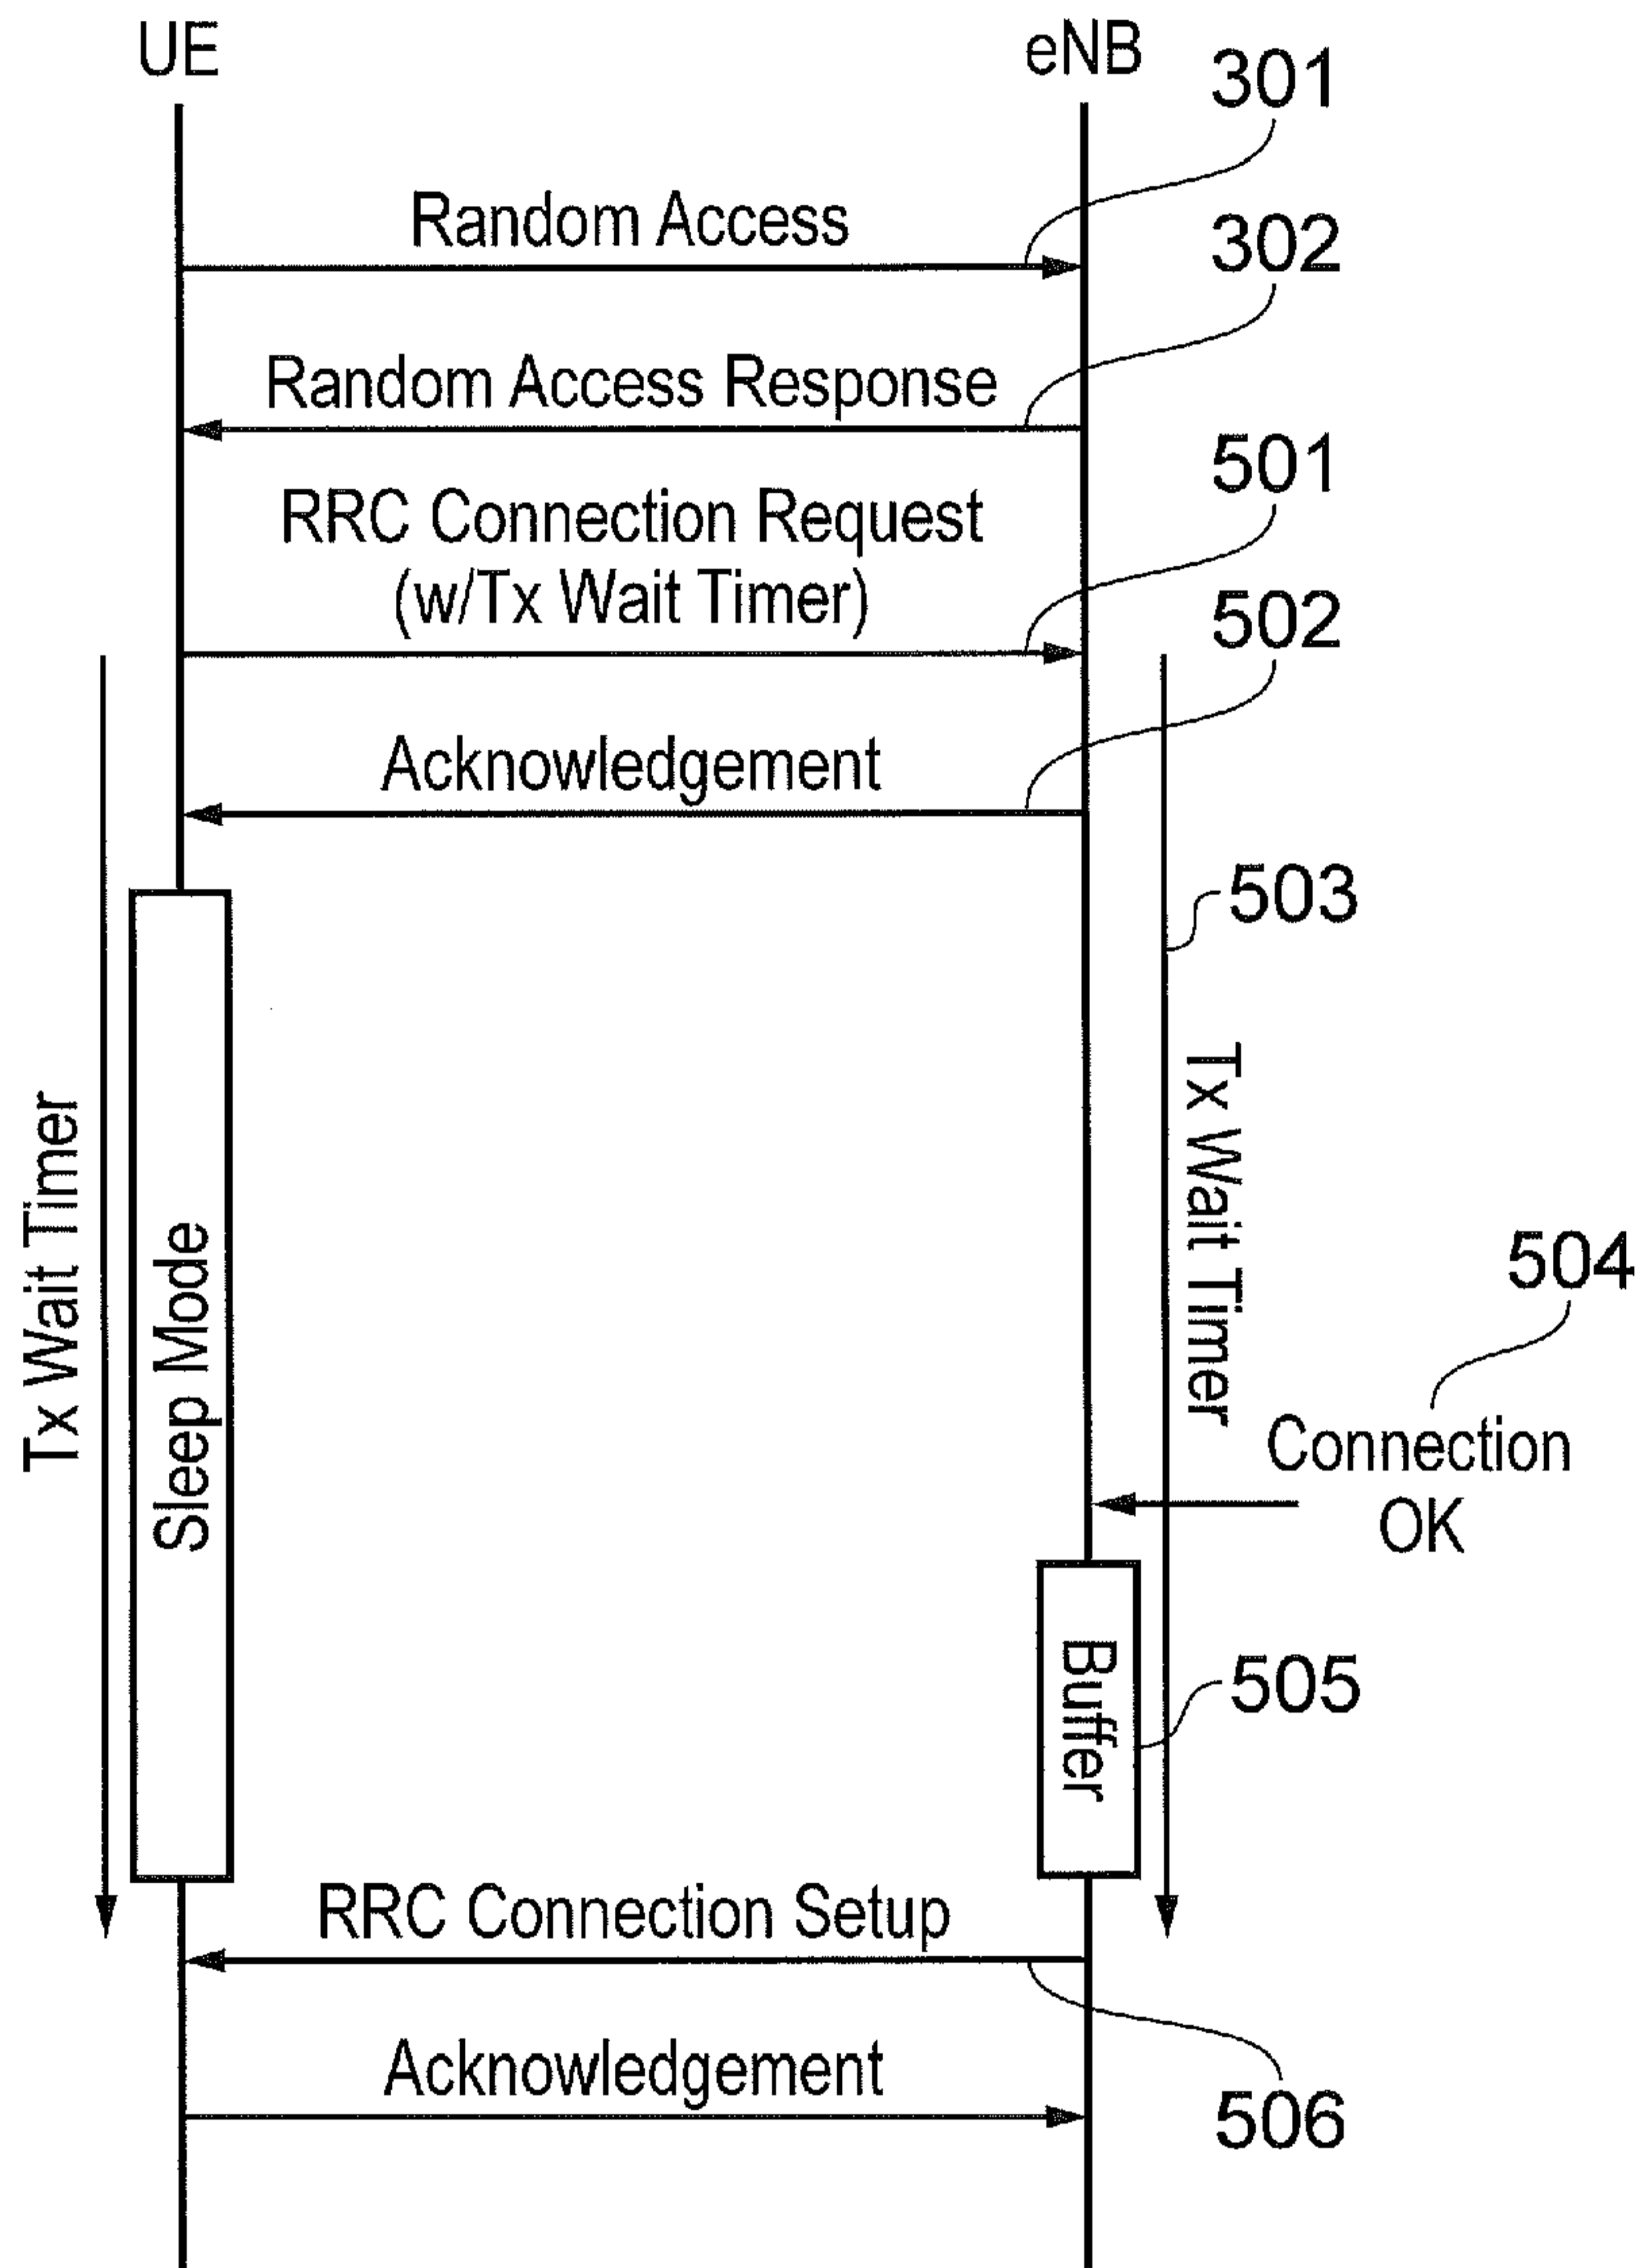 UE
eNB
301
Random Access
302
Random Access Response
501
RRC Connection Request
(w/Tx Wait Timer)
502
Acknowledgement
503
Tx Wait Timer
Sleep Mode
Tx Wait Timer
504
Connection
OK
Buffer
505
RRC Connection Setup
506
Acknowledgement